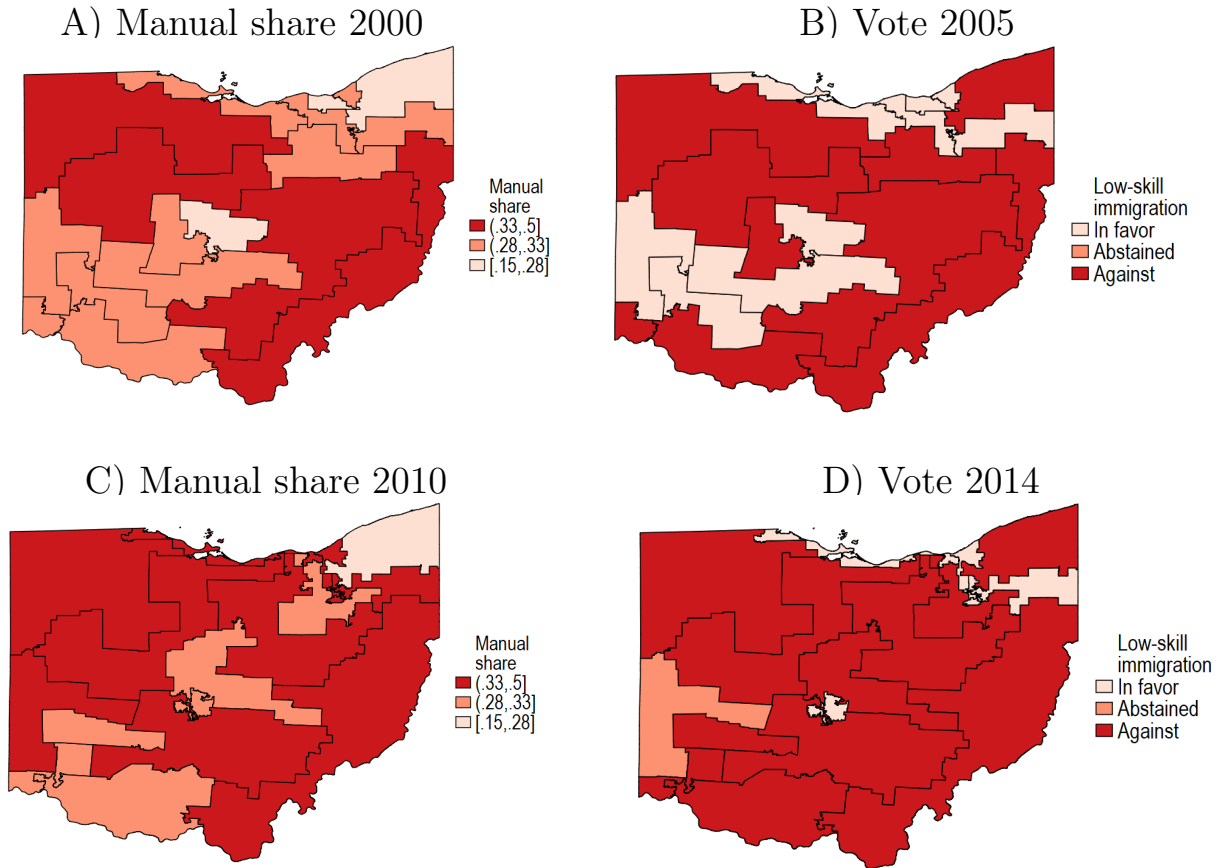 A) Manual share 2000
B) Vote 2005
Manual
share
(.33,.5]
(.28,.33]
[.15,.28]
Low-skill
immigration
In favor
Abstained
Against
C) Manual share 2010
D) Vote 2014
Manual
share
(.33,.5]
(.28,.33]
[.15,.28]
Low-skill
immigration
In favor
Abstained
Against